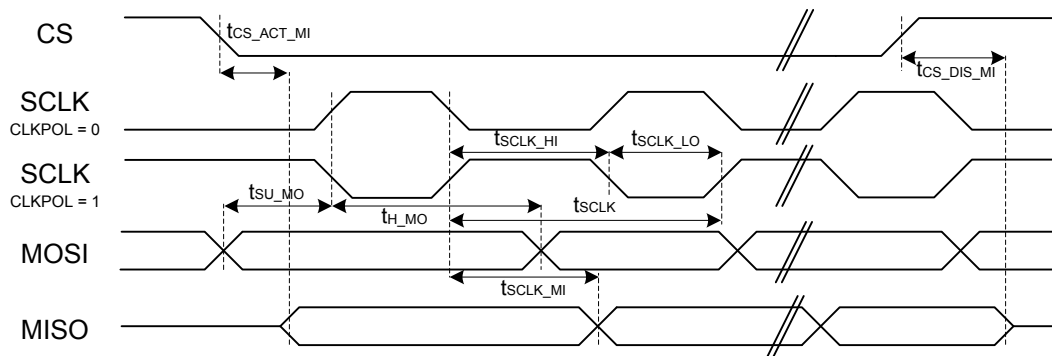 CS
tCS_ACT_MI
tCS_DIS_MI
SCLK
CLKPOL = 0
tSCLK_HI
tSCLK_LO
SCLK
CLKPOL = 1
tSU_MO
tH_MO
tSCLK
MOSI
tSCLK_MI
MISO